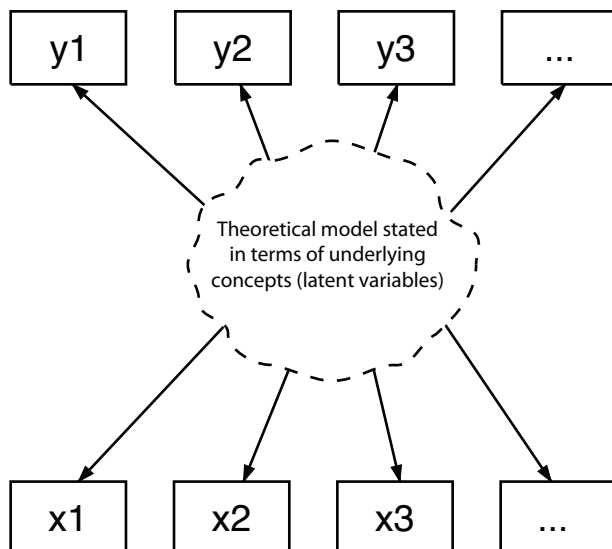 y1 y2 y3 ...
Theoretical model stated
in terms of underlying
concepts (latent variables)
x1 x2 x3 ...